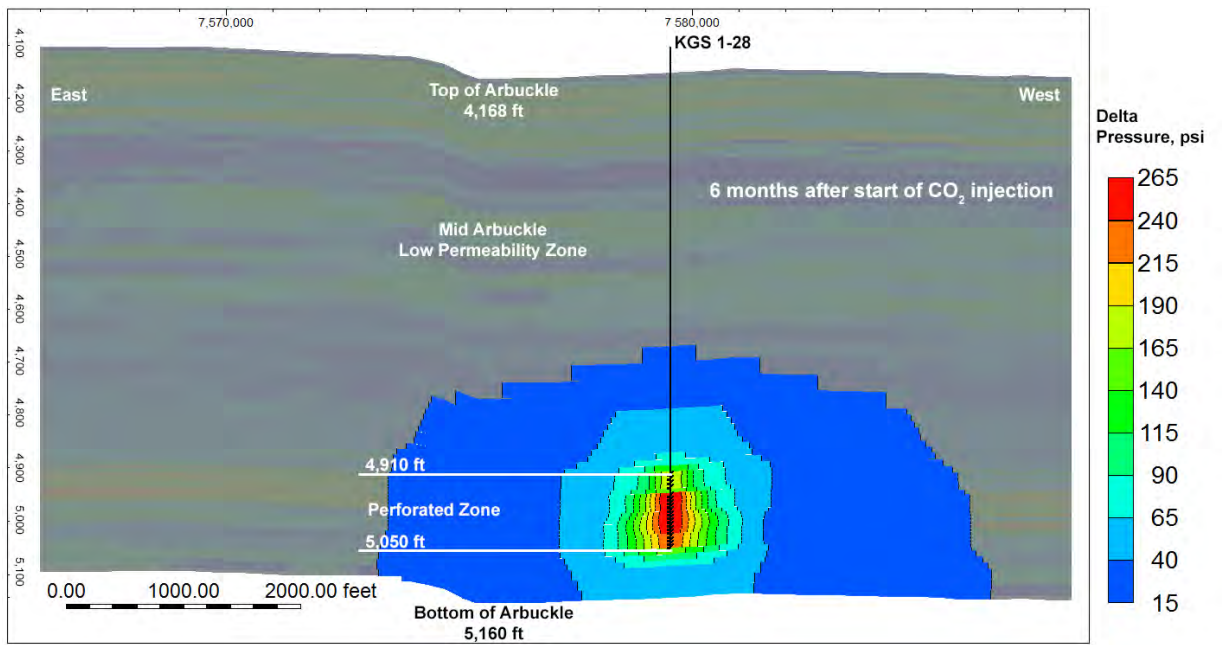 7,570,000
7 580,000
KGS 1-28
4,100
4,200
4,300
4,400
4,500
4,600
4,700
4,800
4,900
5,000
5,100
East
Top of Arbuckle
4,168 ft
West
6 months after start of CO₂ injection
Mid Arbuckle
Low Permeability Zone
4,910 ft
Perforated Zone
5,050 ft
0.00 1000.00 2000.00 feet
Bottom of Arbuckle
5,160 ft
Delta
Pressure, psi
265
240
215
190
165
140
115
90
65
40
15